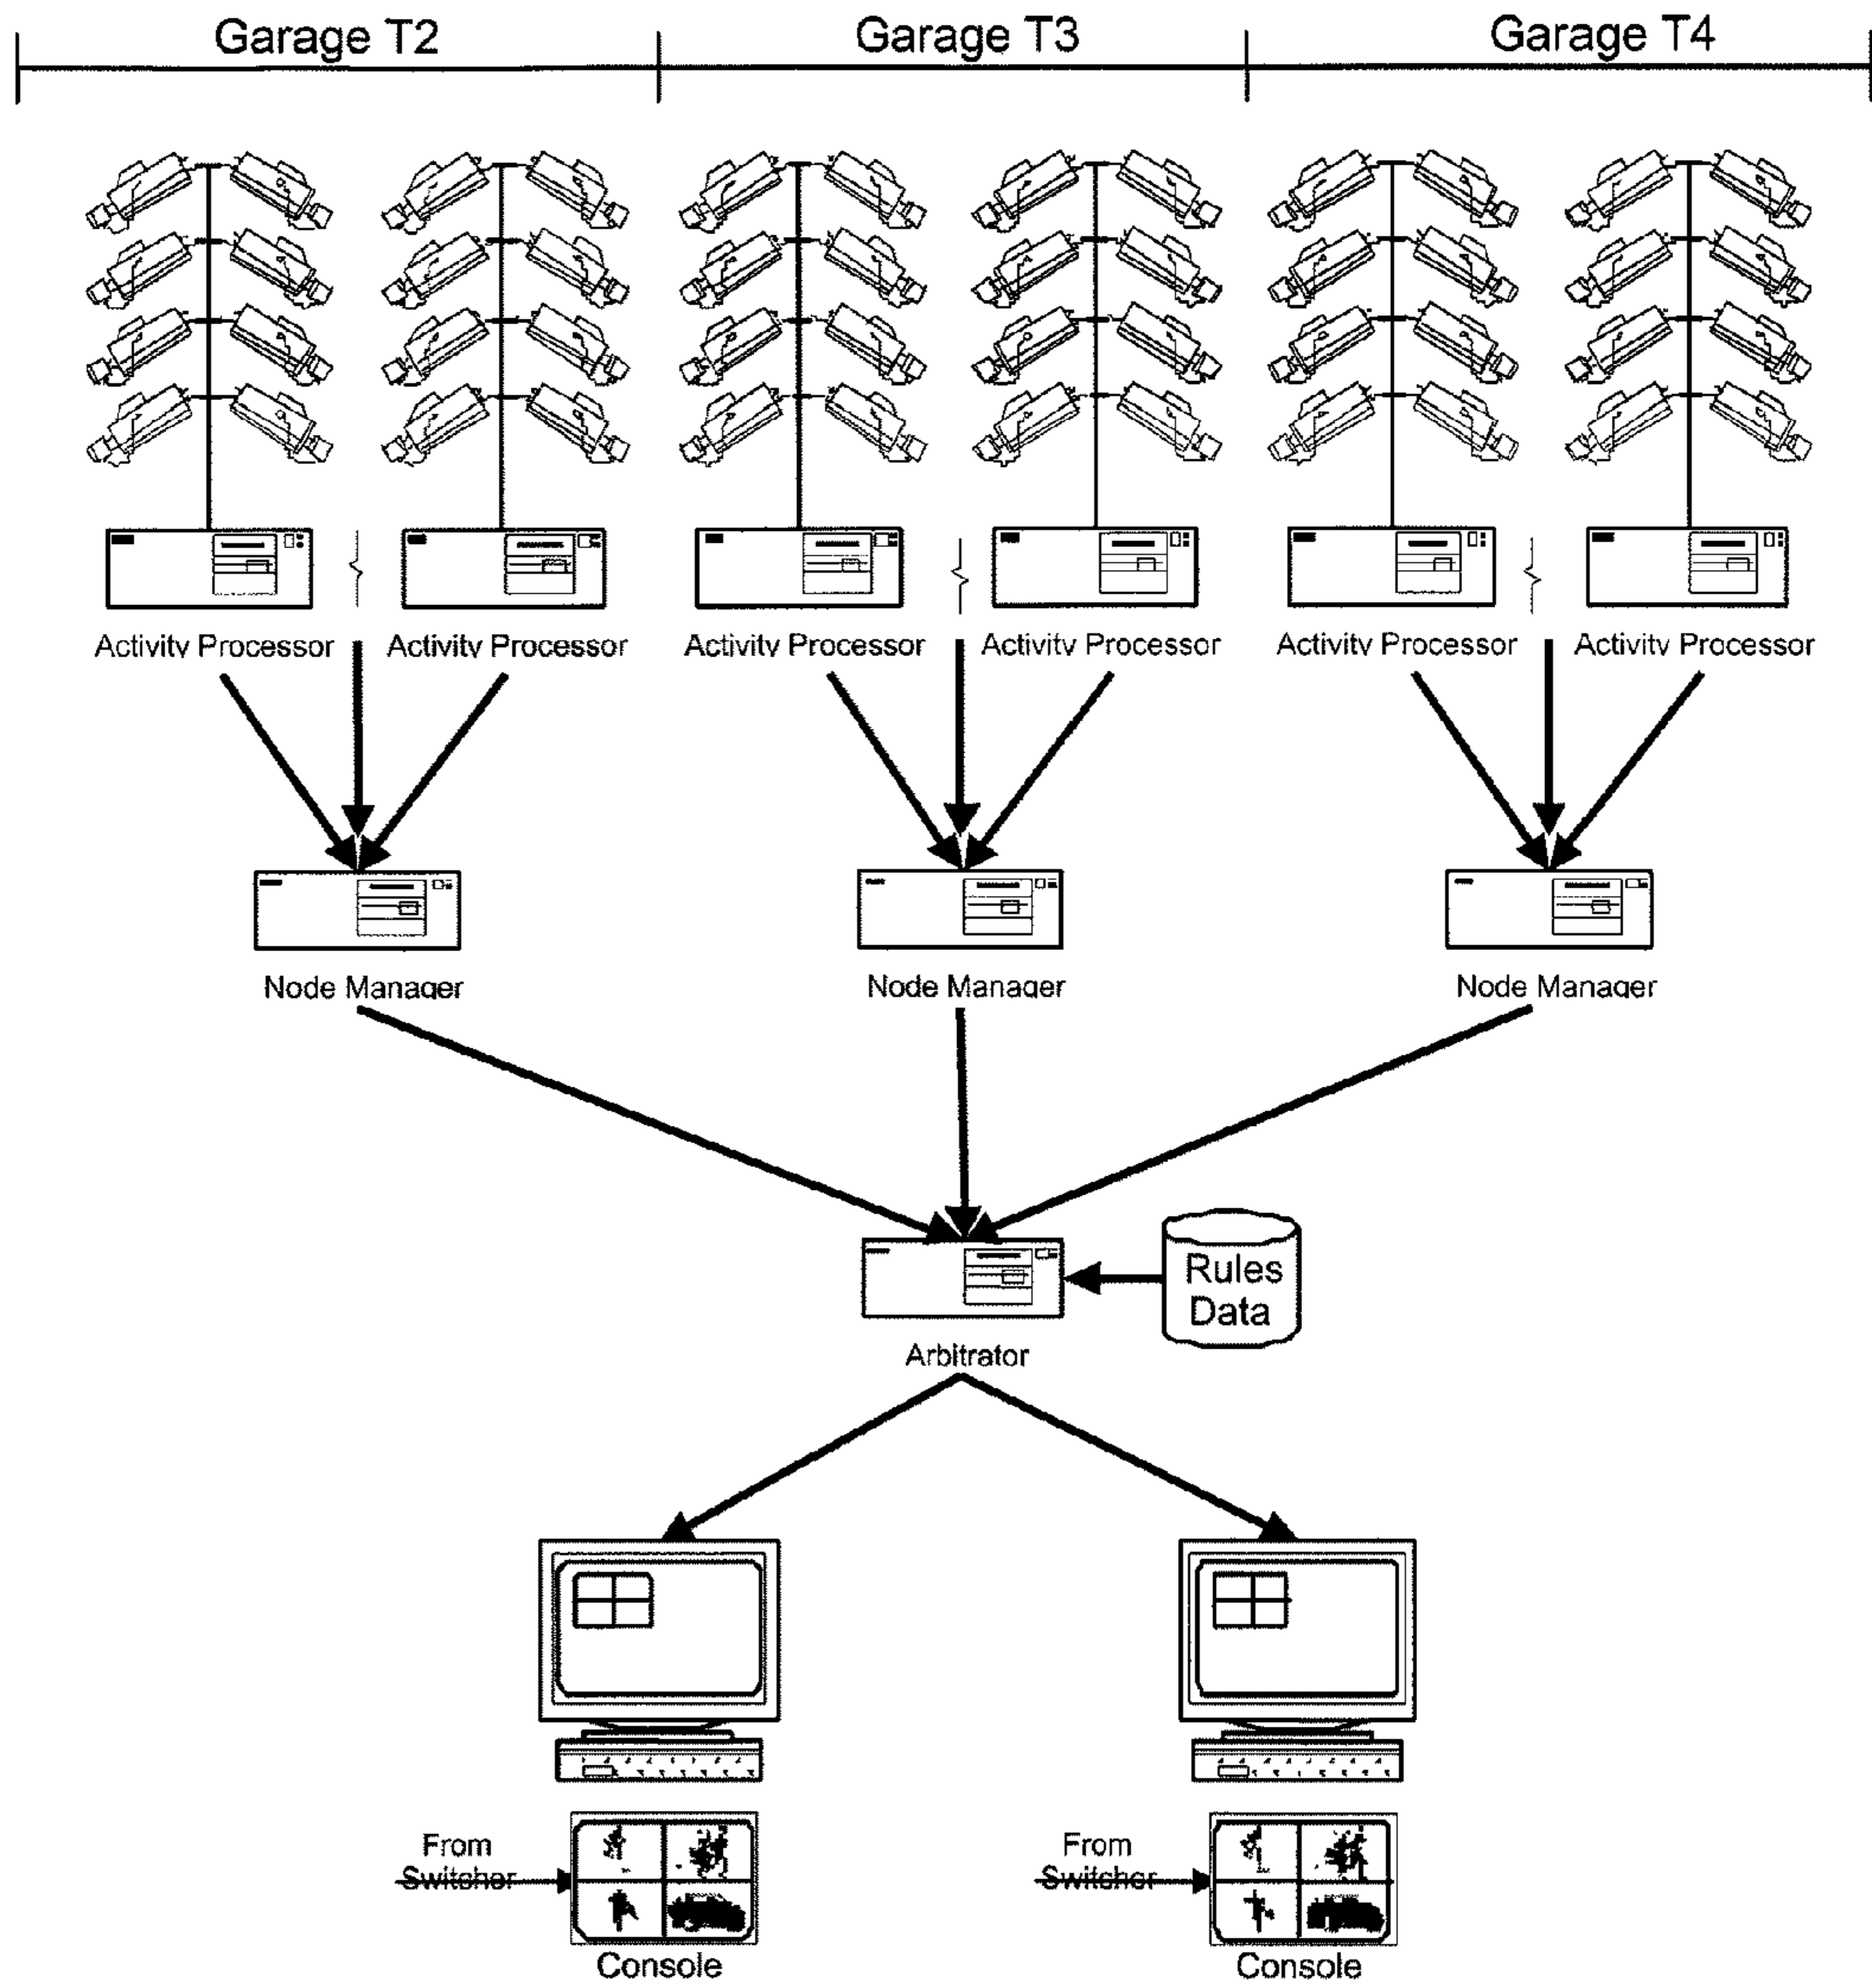 Garage T2
Garage T3
Garage T4
Activity Processor
Activity Processor
Activity Processor
Activity Processor
Activity Processor
Activity Processor
Node Manager
Node Manager
Node Manager
Rules
Data
Arbitrator
From
Switcher
From
Switcher
Console
Console